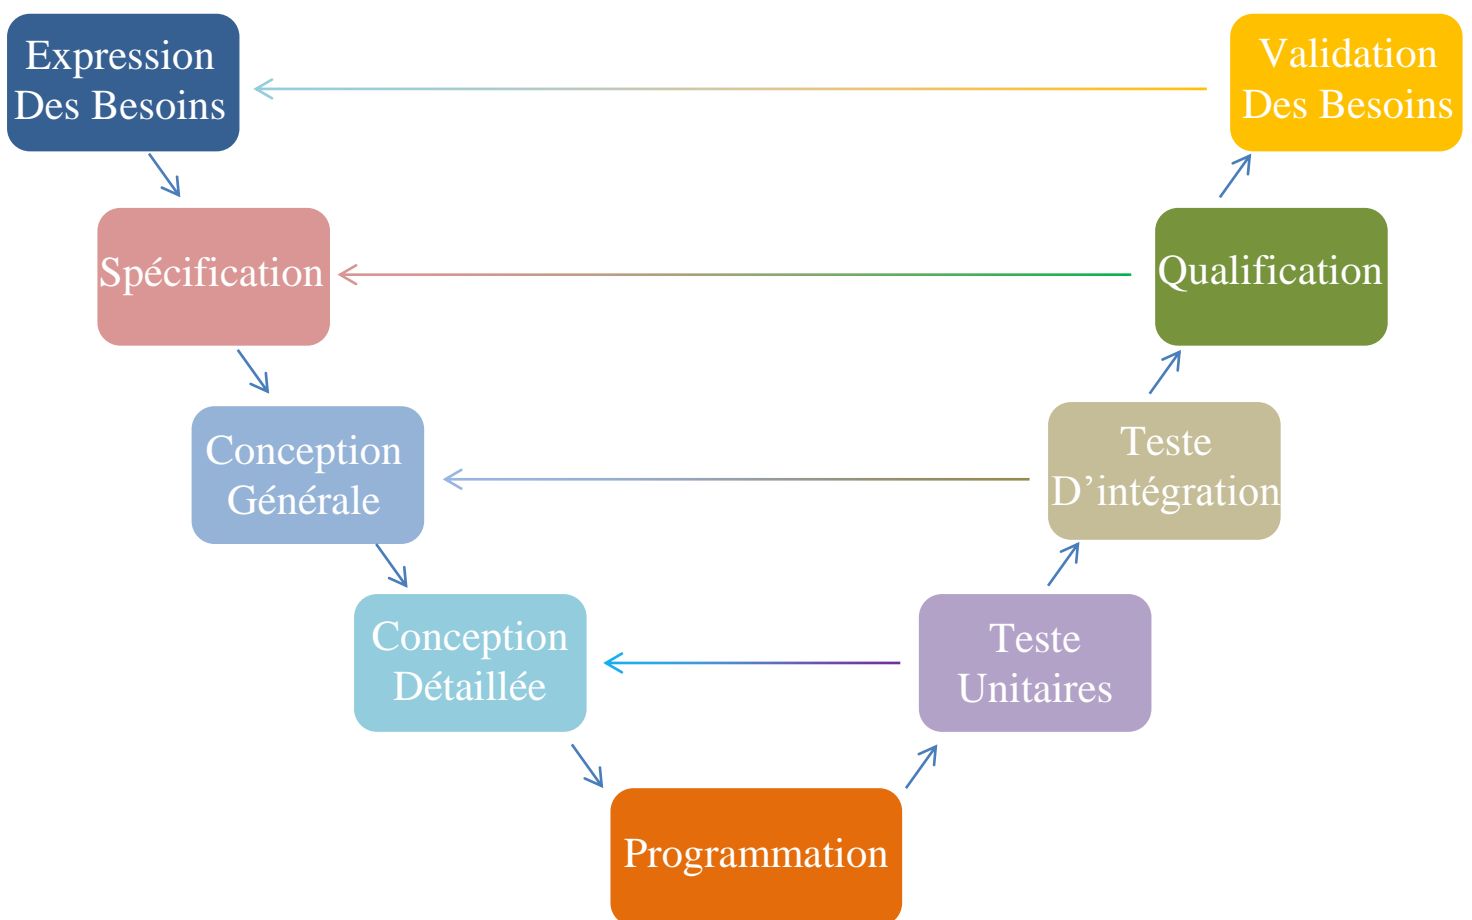 Expression
Des Besoins
Validation
Des Besoins
Spécification
Qualification
Conception
Générale
Teste
D’intégration
Conception
Détaillée
Teste
Unitaires
Programmation